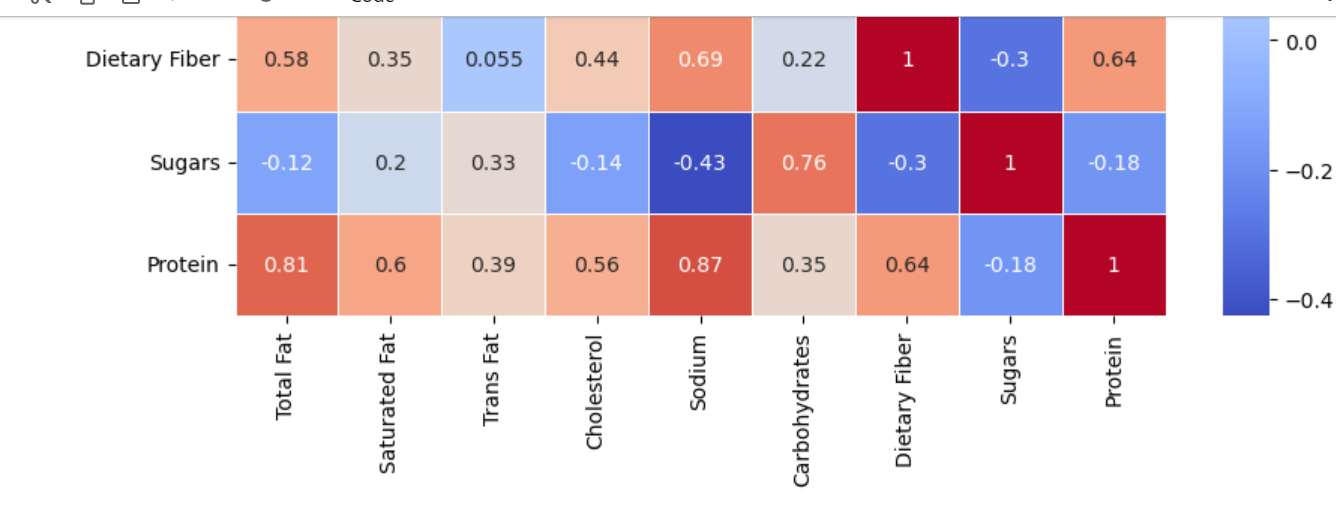 Code
Dietary Fiber 0.58 0.35 0.055 0.44 0.69 0.22 1 -0.3 0.64
0.0
Sugars -0.12 0.2 0.33 -0.14 -0.43 0.76 -0.3 1 -0.18
−0.2
Protein 0.81 0.6 0.39 0.56 0.87 0.35 0.64 -0.18 1
−0.4
Total Fat
Saturated Fat
Trans Fat
Cholesterol
Sodium
Carbohydrates
Dietary Fiber
Sugars
Protein